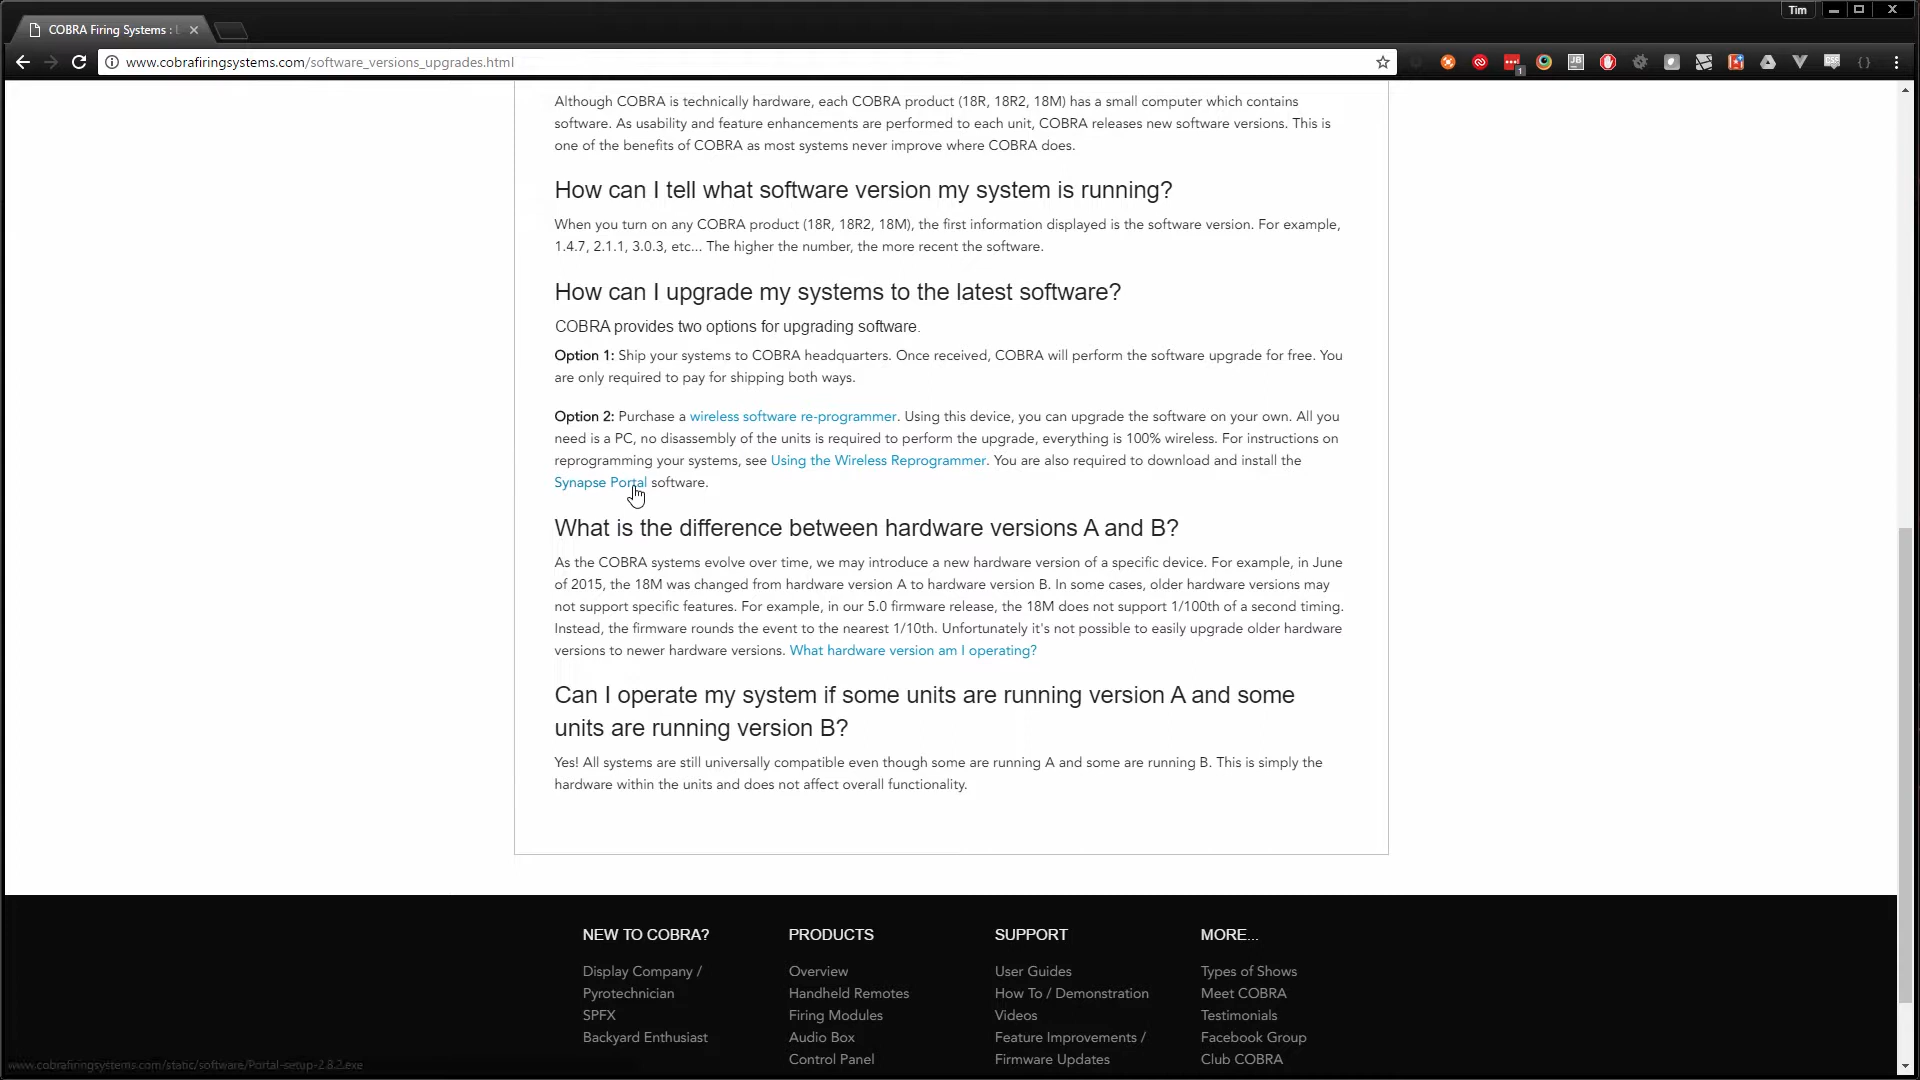 Tim
COBRA Firing Systems :
www.cobrafiringsystems.com/software_versions_upgrades.html
Although COBRA is technically hardware, each COBRA product (18R, 18R2, 18M) has a small computer which contains
software. As usability and feature enhancements are performed to each unit, COBRA releases new software versions. This is
one of the benefits of COBRA as most systems never improve where COBRA does.
How can I tell what software version my system is running?
When you turn on any COBRA product (18R, 18R2, 18M), the first information displayed is the software version. For example,
1.4.7, 2.1.1, 3.0.3, etc... The higher the number, the more recent the software.
How can I upgrade my systems to the latest software?
COBRA provides two options for upgrading software.
Option 1: Ship your systems to COBRA headquarters. Once received, COBRA will perform the software upgrade for free. You
are only required to pay for shipping both ways.
Option 2: Purchase a wireless software re-programmer. Using this device, you can upgrade the software on your own. All you
need is a PC, no disassembly of the units is required to perform the upgrade, everything is 100% wireless. For instructions on
reprogramming your systems, see Using the Wireless Reprogrammer. You are also required to download and install the
Synapse Portal software.
What is the difference between hardware versions A and B?
As the COBRA systems evolve over time, we may introduce a new hardware version of a specific device. For example, in June
of 2015, the 18M was changed from hardware version A to hardware version B. In some cases, older hardware versions may
not support specific features. For example, in our 5.0 firmware release, the 18M does not support 1/100th of a second timing.
Instead, the firmware rounds the event to the nearest 1/10th. Unfortunately it's not possible to easily upgrade older hardware
versions to newer hardware versions. What hardware version am I operating?
Can I operate my system if some units are running version A and some
units are running version B?
Yes! All systems are still universally compatible even though some are running A and some are running B. This is simply the
hardware within the units and does not affect overall functionality.
NEW TO COBRA?
Display Company /
Pyrotechnician
SPFX
Backyard Enthusiast
PRODUCTS
Overview
Handheld Remotes
Firing Modules
Audio Box
Control Panel
SUPPORT
User Guides
How To / Demonstration
Videos
Feature Improvements /
Firmware Updates
MORE...
Types of Shows
Meet COBRA
Testimonials
Facebook Group
Club COBRA
www.cobrafiringsystems.com/static/software/Portal-setup-2.8.2.exe